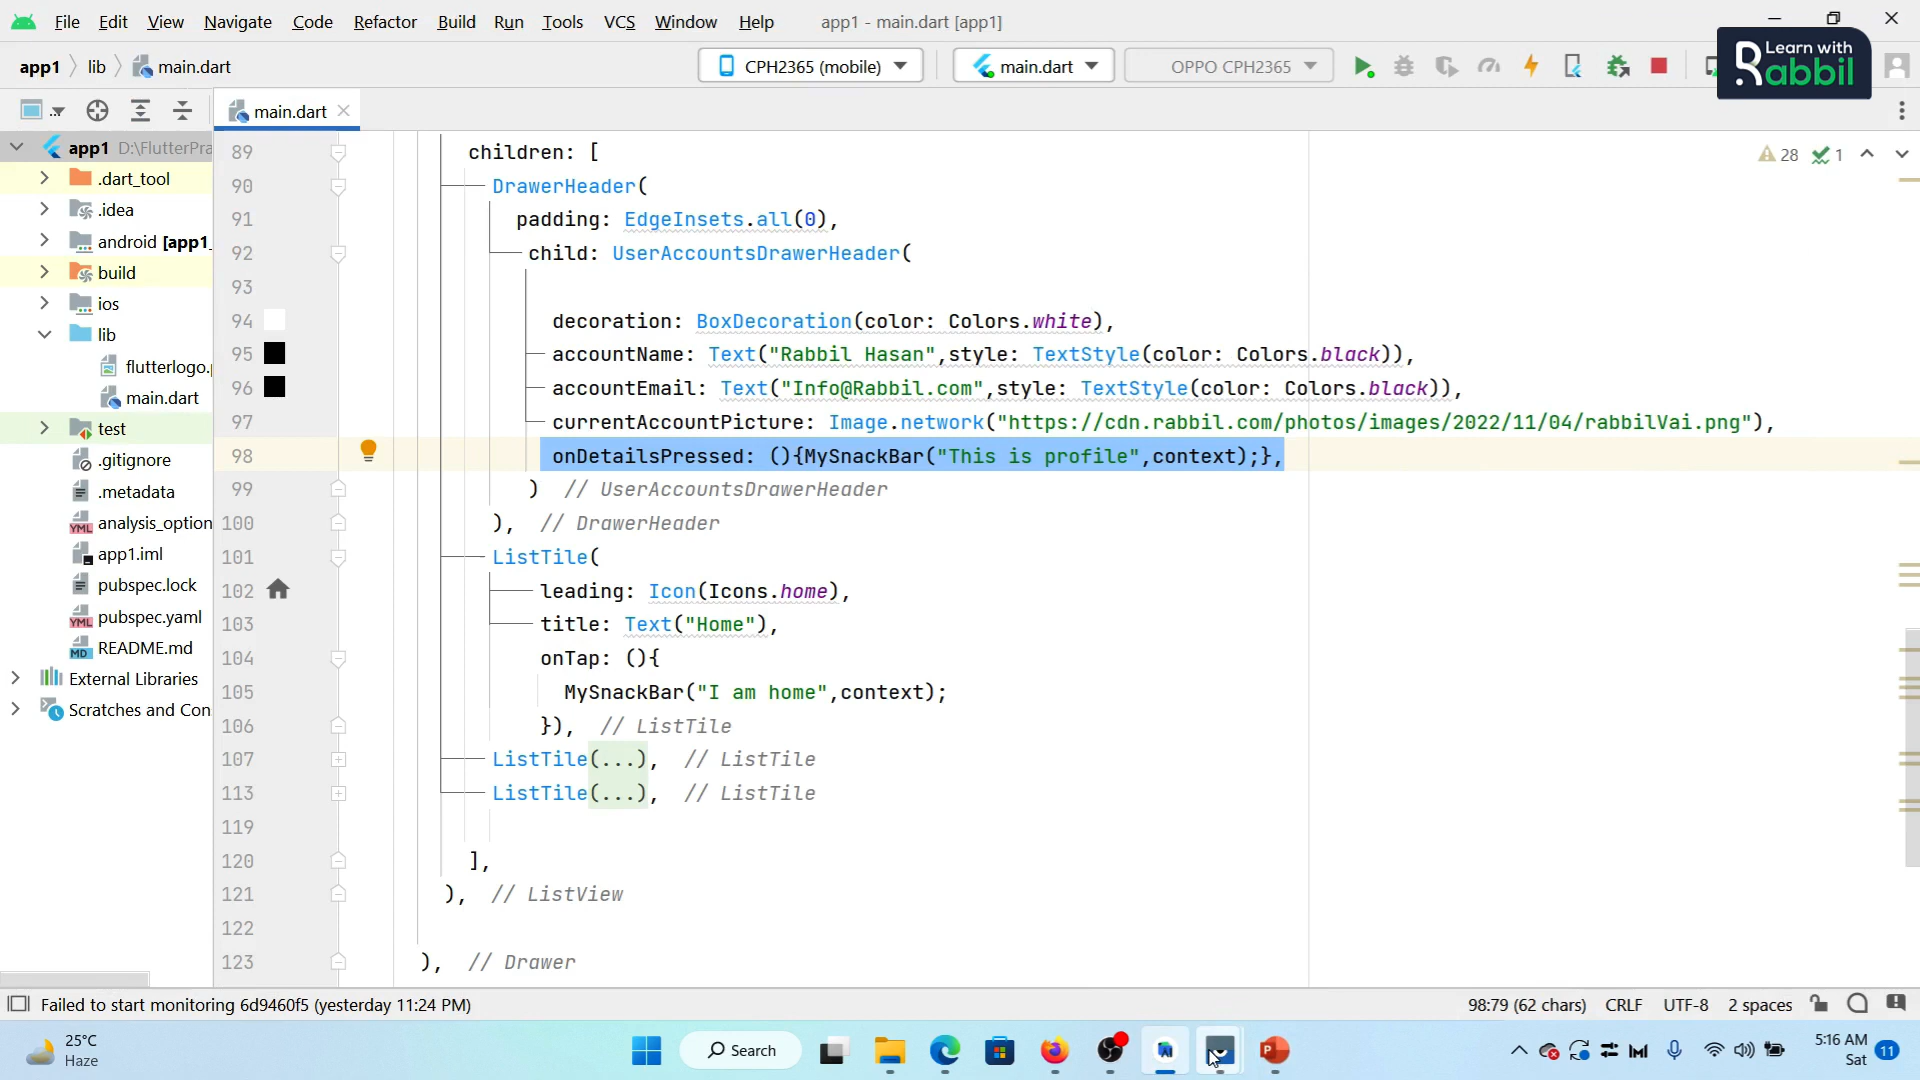 File Edit View Navigate Code Refactor Build Run Tools VCS Window Help app1 - main.dart [app1]
app1 lib main.dart CPH2365 (mobile) main.dart OPPO CPH2365
Learn with
Rabbil
main.dart
app1 D:\FlutterPra
.dart_tool
.idea
android [app1_
build
ios
lib
flutterlogo.p
main.dart
test
.gitignore
.metadata
analysis_option
app1.iml
pubspec.lock
pubspec.yaml
README.md
External Libraries
Scratches and Con
28 1
89 children: [
90 DrawerHeader(
91 padding: EdgeInsets.all(0),
92 child: UserAccountsDrawerHeader(
93
94 decoration: BoxDecoration(color: Colors.white),
95 accountName: Text("Rabbil Hasan",style: TextStyle(color: Colors.black)),
96 accountEmail: Text("Info@Rabbil.com",style: TextStyle(color: Colors.black)),
97 currentAccountPicture: Image.network("https://cdn.rabbil.com/photos/images/2022/11/04/rabbilVai.png"),
98 onDetailsPressed: (){MySnackBar("This is profile",context);},
99 ) // UserAccountsDrawerHeader
100 ), // DrawerHeader
101 ListTile(
102 leading: Icon(Icons.home),
103 title: Text("Home"),
104 onTap: (){
105 MySnackBar("I am home",context);
106 }), // ListTile
107 ListTile(...), // ListTile
113 ListTile(...), // ListTile
119
120 ],
121 ), // ListView
122
123 ), // Drawer
Failed to start monitoring 6d9460f5 (yesterday 11:24 PM) 98:79 (62 chars) CRLF UTF-8 2 spaces
25°C
Haze
Search
5:16 AM
Sat 11